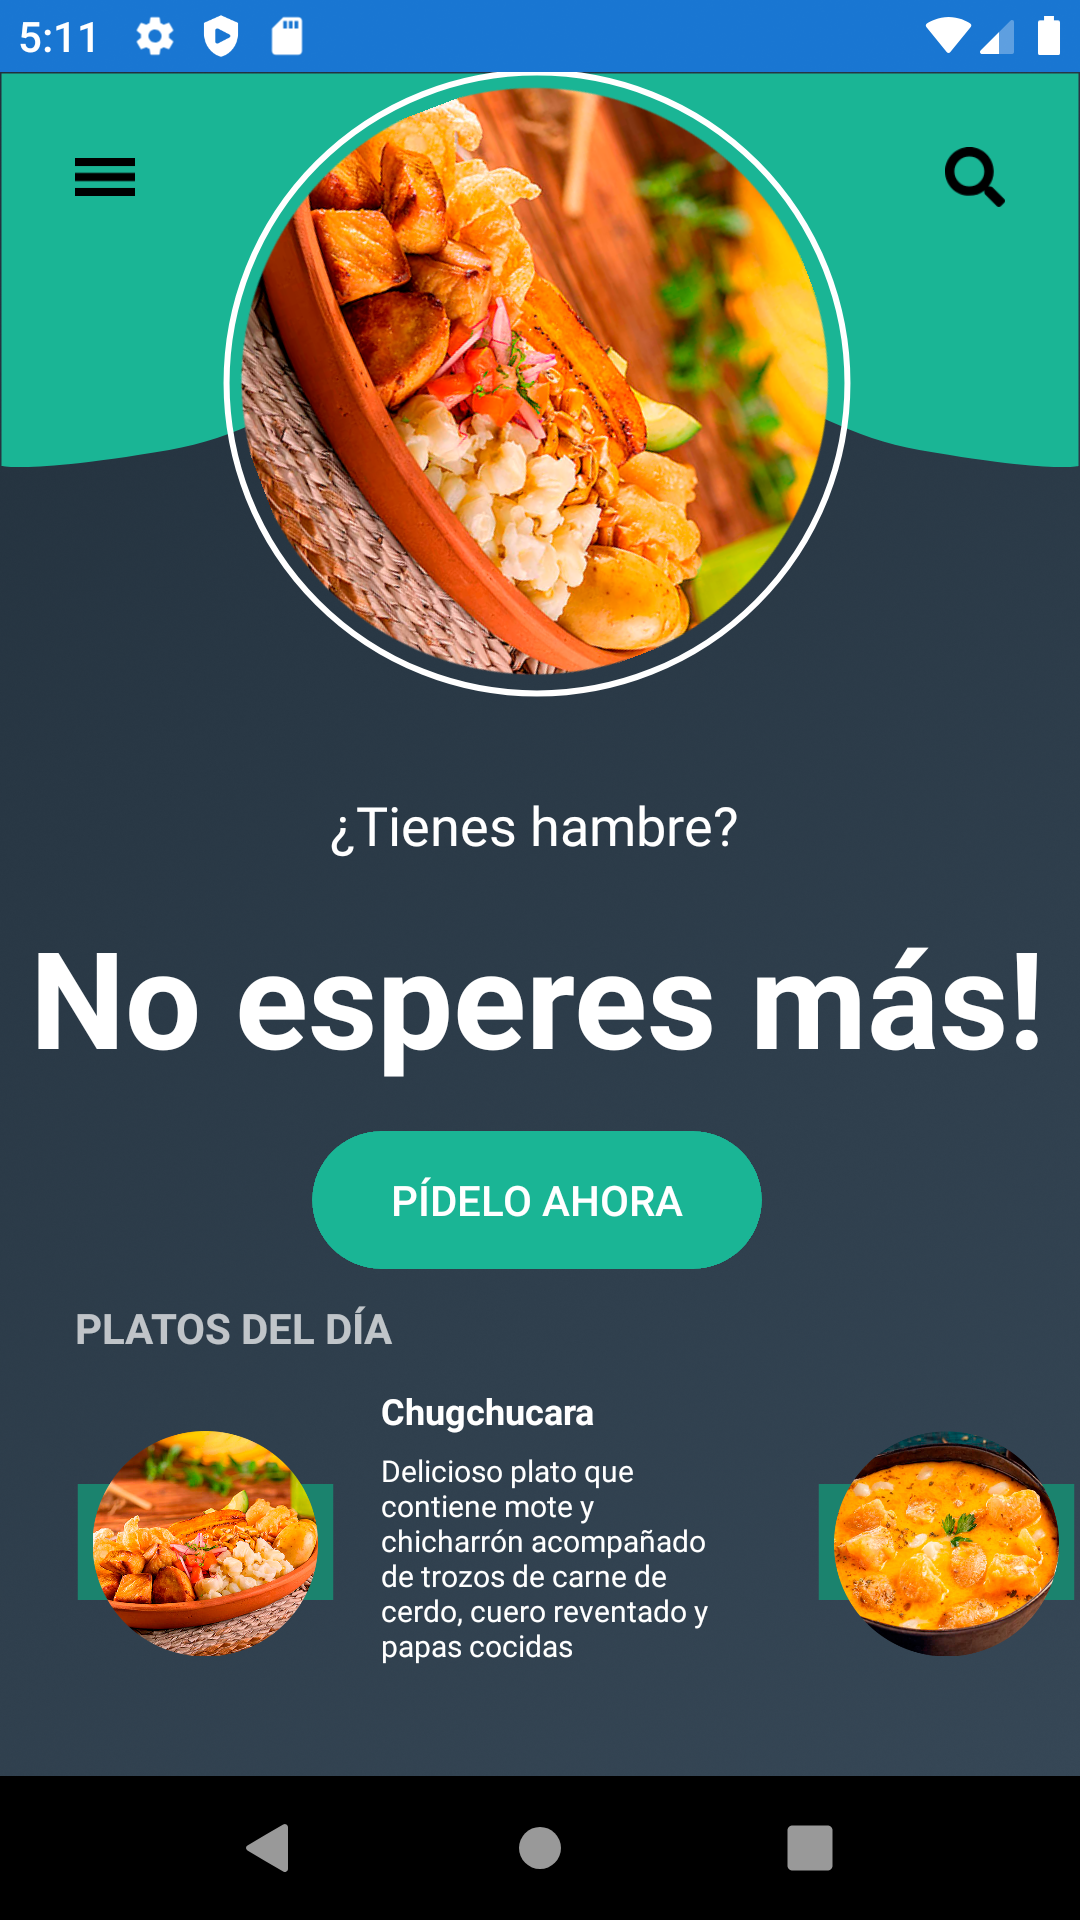 5:11
¿Tienes hambre?
No esperes más!
PÍDELO AHORA
PLATOS DEL DÍA
Chugchucara
Delicioso plato que
contiene mote y
chicharrón acompañado
de trozos de carne de
cerdo, cuero reventado y
papas cocidas